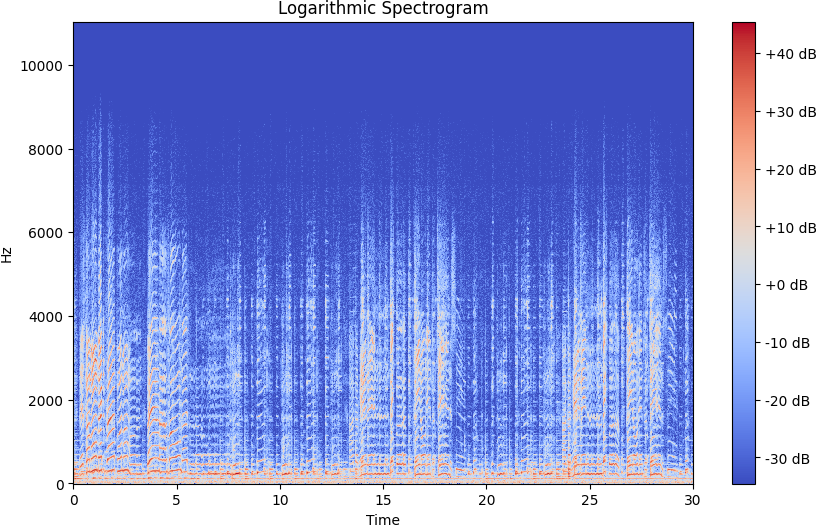 Logarithmic Spectrogram
Hz
10000
8000
6000
4000
2000
0
0
5
10
15
20
25
30
Time
+40 dB
+30 dB
+20 dB
+10 dB
+0 dB
-10 dB
-20 dB
-30 dB